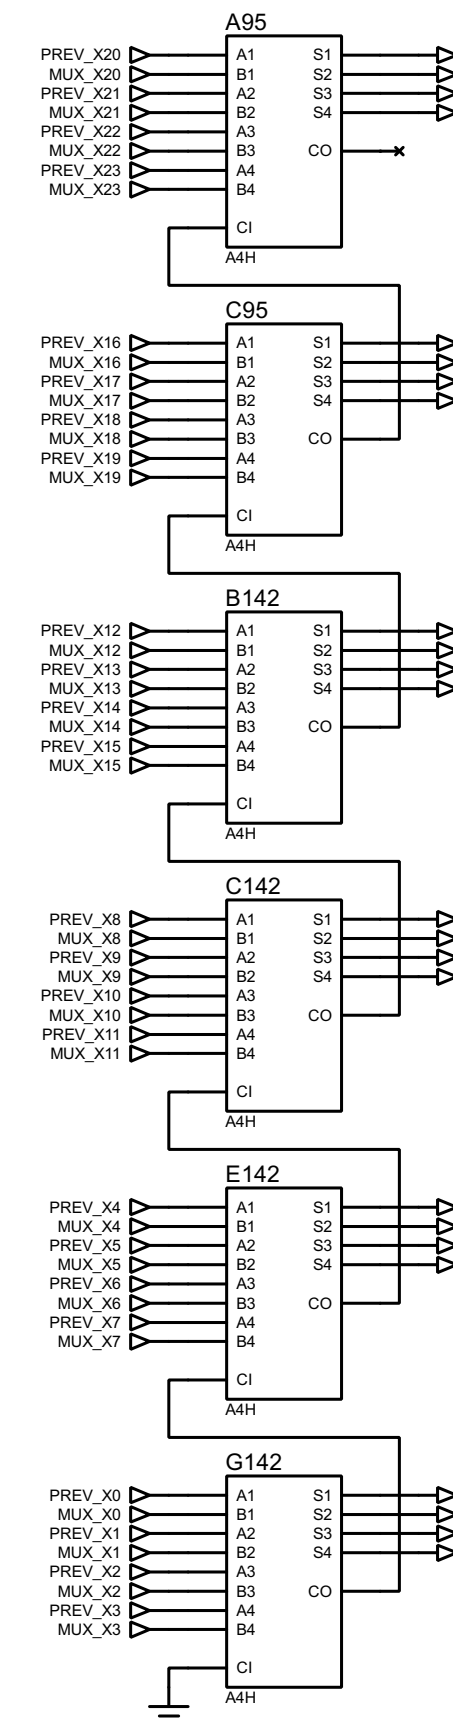 A95
PREV_X20 A1 S1
MUX_X20 B1 S2
PREV_X21 A2 S3
MUX_X21 B2 S4
PREV_X22 A3
MUX_X22 B3 CO
PREV_X23 A4
MUX_X23 B4
CI
A4H
C95
PREV_X16 A1 S1
MUX_X16 B1 S2
PREV_X17 A2 S3
MUX_X17 B2 S4
PREV_X18 A3
MUX_X18 B3 CO
PREV_X19 A4
MUX_X19 B4
CI
A4H
B142
PREV_X12 A1 S1
MUX_X12 B1 S2
PREV_X13 A2 S3
MUX_X13 B2 S4
PREV_X14 A3
MUX_X14 B3 CO
PREV_X15 A4
MUX_X15 B4
CI
A4H
C142
PREV_X8 A1 S1
MUX_X8 B1 S2
PREV_X9 A2 S3
MUX_X9 B2 S4
PREV_X10 A3
MUX_X10 B3 CO
PREV_X11 A4
MUX_X11 B4
CI
A4H
E142
PREV_X4 A1 S1
MUX_X4 B1 S2
PREV_X5 A2 S3
MUX_X5 B2 S4
PREV_X6 A3
MUX_X6 B3 CO
PREV_X7 A4
MUX_X7 B4
CI
A4H
G142
PREV_X0 A1 S1
MUX_X0 B1 S2
PREV_X1 A2 S3
MUX_X1 B2 S4
PREV_X2 A3
MUX_X2 B3 CO
PREV_X3 A4
MUX_X3 B4
CI
A4H